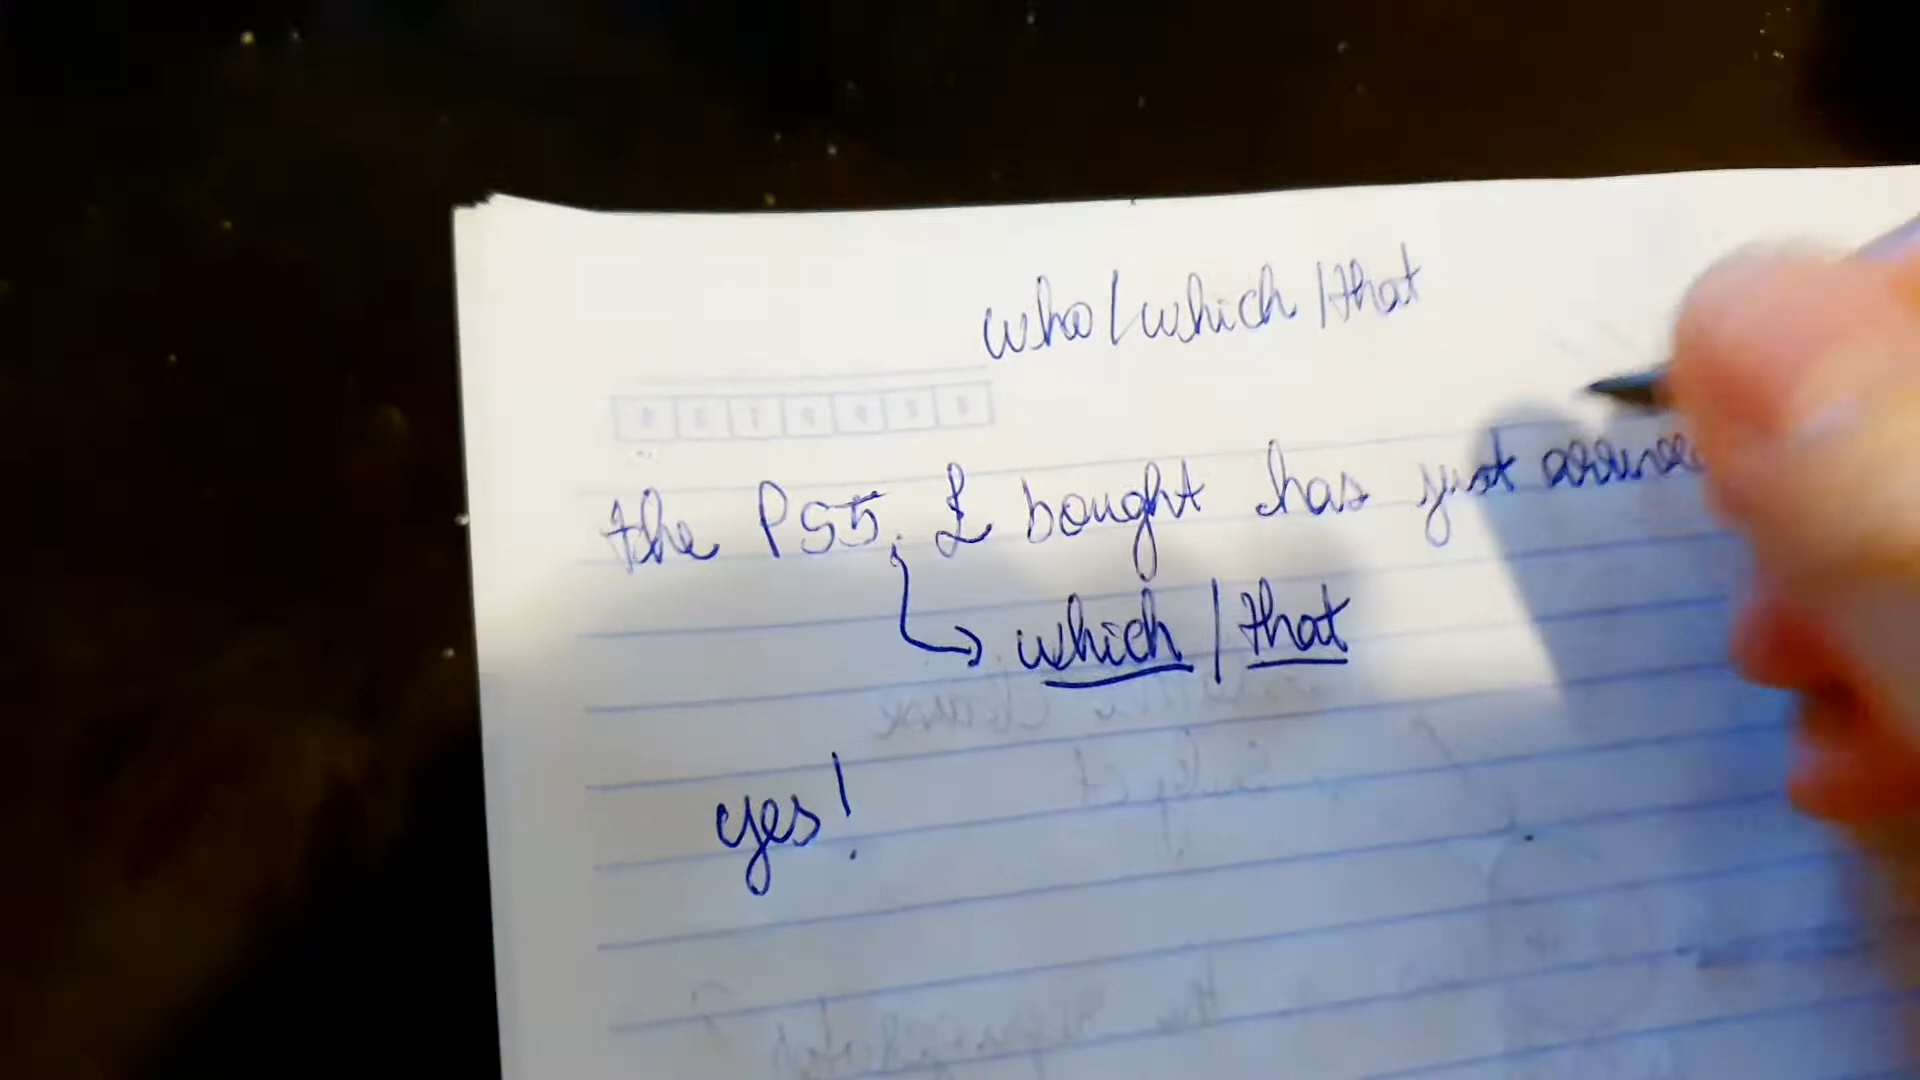 who/which/that
the PS5, I bought has just
which/that
yes!